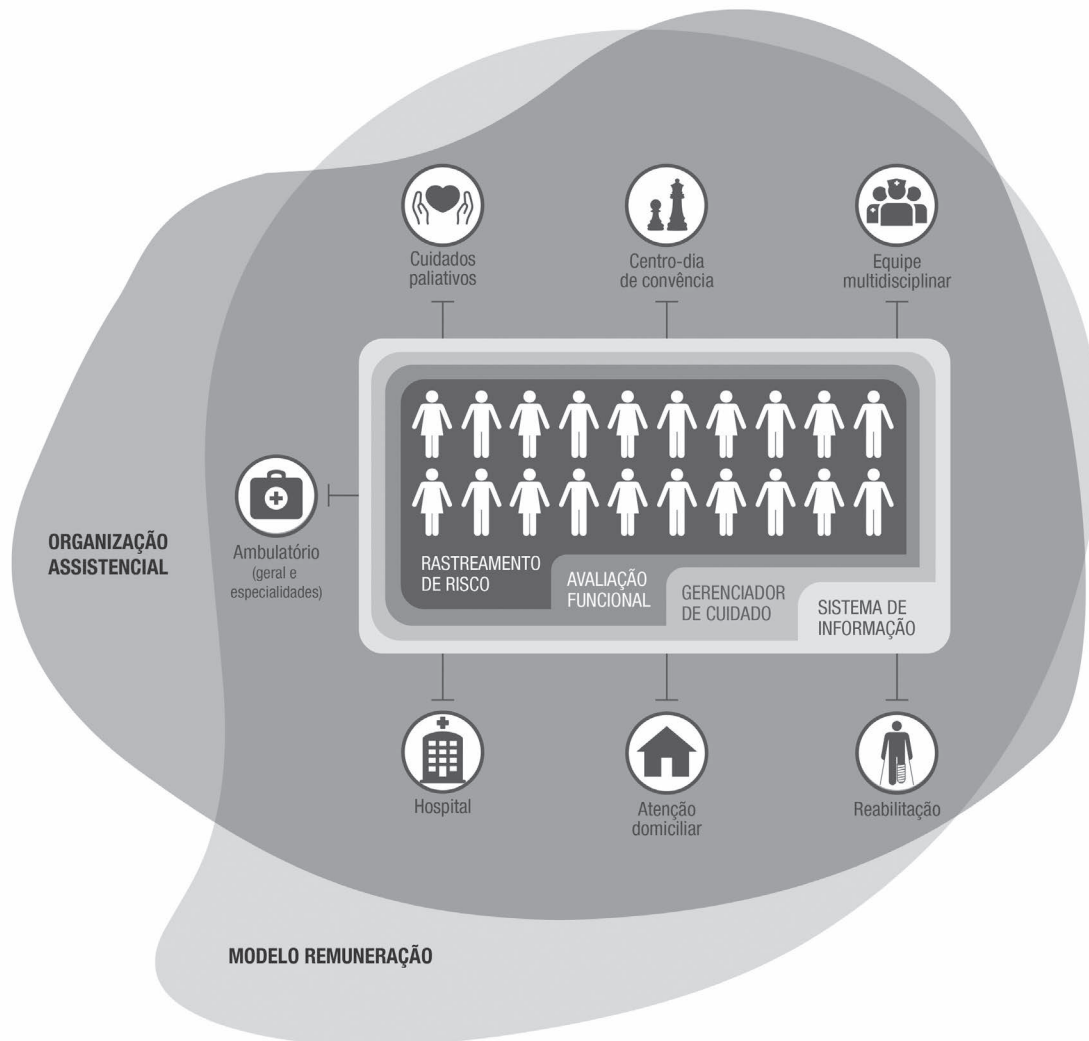 Cuidados
paliativos
Centro-dia
de convência
Equipe
multidisciplinar
ORGANIZAÇÃO
ASSISTENCIAL
Ambulatório
(geral e
especialidades)
RASTREAMENTO
DE RISCO
AVALIAÇÃO
FUNCIONAL
GERENCIADOR
DE CUIDADO
SISTEMA DE
INFORMAÇÃO
Hospital
Atenção
domiciliar
Reabilitação
MODELO REMUNERAÇÃO